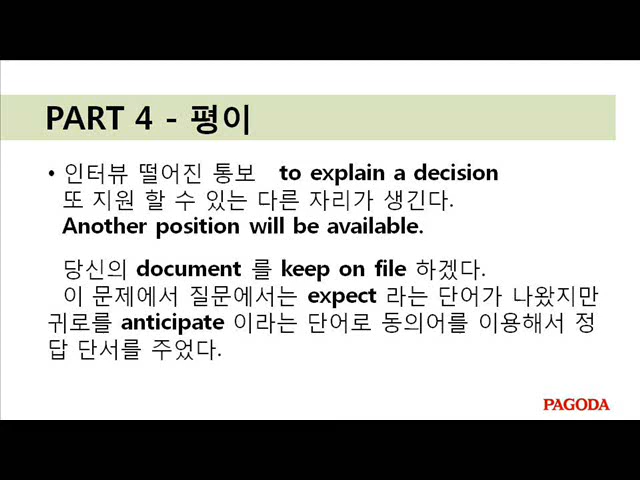 PART 4 - 평이
• 인터뷰 떨어진 통보 to explain a decision
또 지원 할 수 있는 다른 자리가 생긴다.
Another position will be available.
당신의 document 를 keep on file 하겠다.
이 문제에서 질문에서는 expect 라는 단어가 나왔지만
귀로를 anticipate 이라는 단어로 동의어를 이용해서 정
답 단서를 주었다.
PAGODA